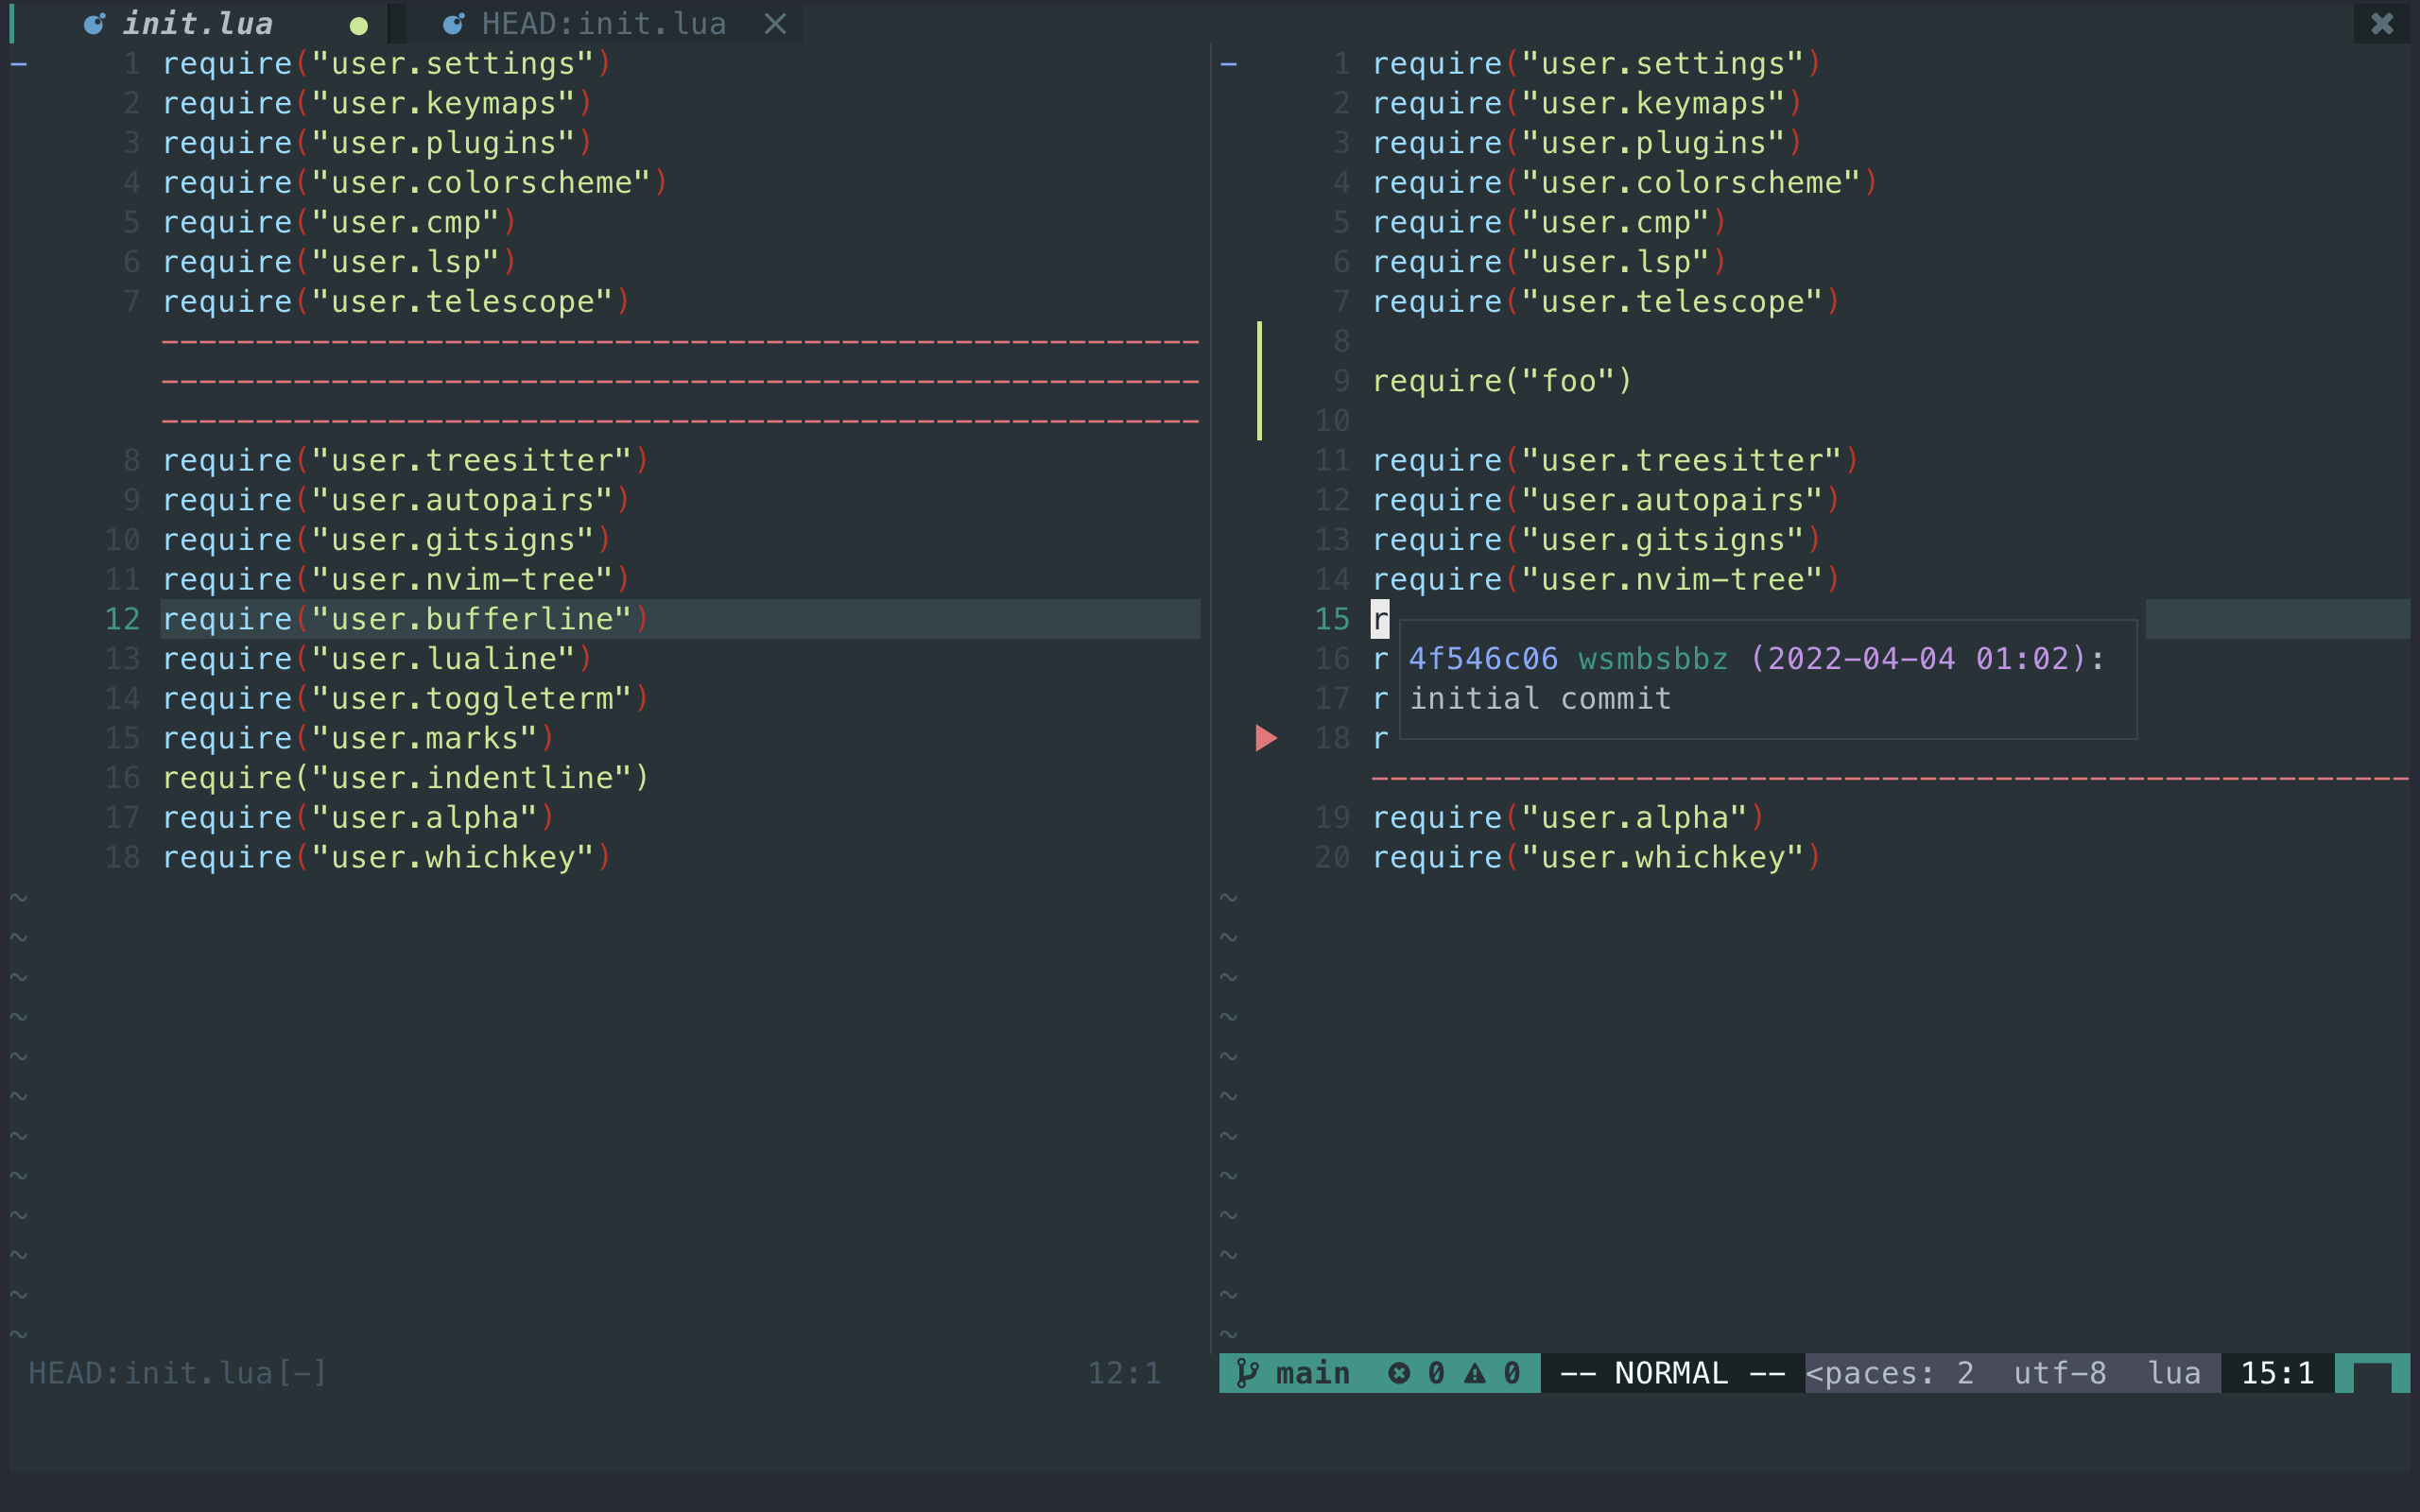 init.lua HEAD:init.lua
1 require("user.settings")
2 require("user.keymaps")
3 require("user.plugins")
4 require("user.colorscheme")
5 require("user.cmp")
6 require("user.lsp")
7 require("user.telescope")
8 require("user.treesitter")
9 require("user.autopairs")
10 require("user.gitsigns")
11 require("user.nvim-tree")
12 require("user.bufferline")
13 require("user.lualine")
14 require("user.toggleterm")
15 require("user.marks")
16 require("user.indentline")
17 require("user.alpha")
18 require("user.whichkey")
HEAD:init.lua[-] 12:1
1 require("user.settings")
2 require("user.keymaps")
3 require("user.plugins")
4 require("user.colorscheme")
5 require("user.cmp")
6 require("user.lsp")
7 require("user.telescope")
8
9 require("foo")
10
11 require("user.treesitter")
12 require("user.autopairs")
13 require("user.gitsigns")
14 require("user.nvim-tree")
15 r
16 r
17 r
18 r
4f546c06 wsmbsbbz (2022-04-04 01:02):
initial commit
19 require("user.alpha")
20 require("user.whichkey")
main 0 0 -- NORMAL -- <paces: 2 utf-8 lua 15:1